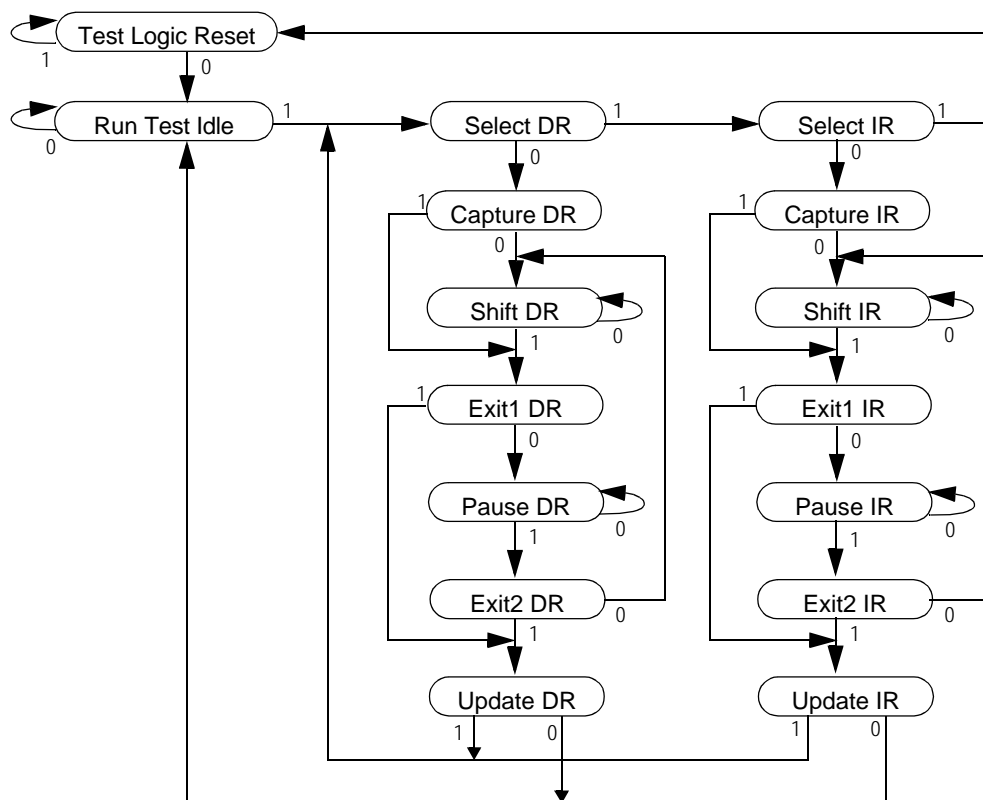 Test Logic Reset
1
0
Run Test Idle
1
Select DR
1
Select IR
1
0
0
0
1
Capture DR
1
Capture IR
0
0
Shift DR
Shift IR
0
0
1
1
1
Exit1 DR
1
Exit1 IR
0
0
Pause DR
Pause IR
0
0
1
1
Exit2 DR
Exit2 IR
0
0
1
1
Update DR
Update IR
1
0
1
0